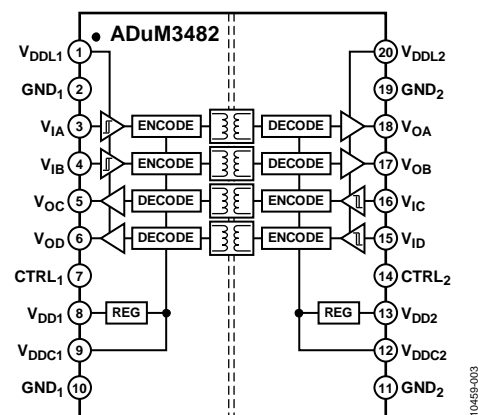 ADuM3482
VDDL1 1 20 VDDL2
GND1 2 19 GND2
VIA 3 ENCODE DECODE 18 VOA
VIB 4 ENCODE DECODE 17 VOB
VOC 5 DECODE ENCODE 16 VIC
VOD 6 DECODE ENCODE 15 VID
CTRL1 7 14 CTRL2
VDD1 8 REG REG 13 VDD2
VDDC1 9 12 VDDC2
GND1 10 11 GND2
10459-003